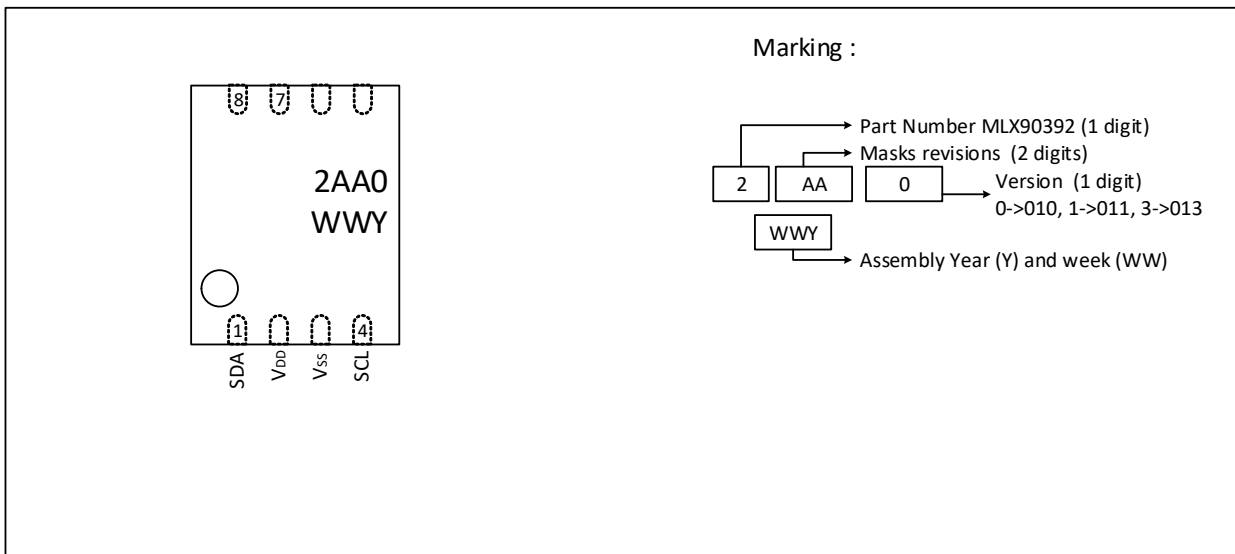 Marking :
8 7
2AA0
WWY
1 4
SDA VDD VSS SCL
Part Number MLX90392 (1 digit)
Masks revisions (2 digits)
2 AA 0
Version (1 digit)
0->010, 1->011, 3->013
WWY
Assembly Year (Y) and week (WW)